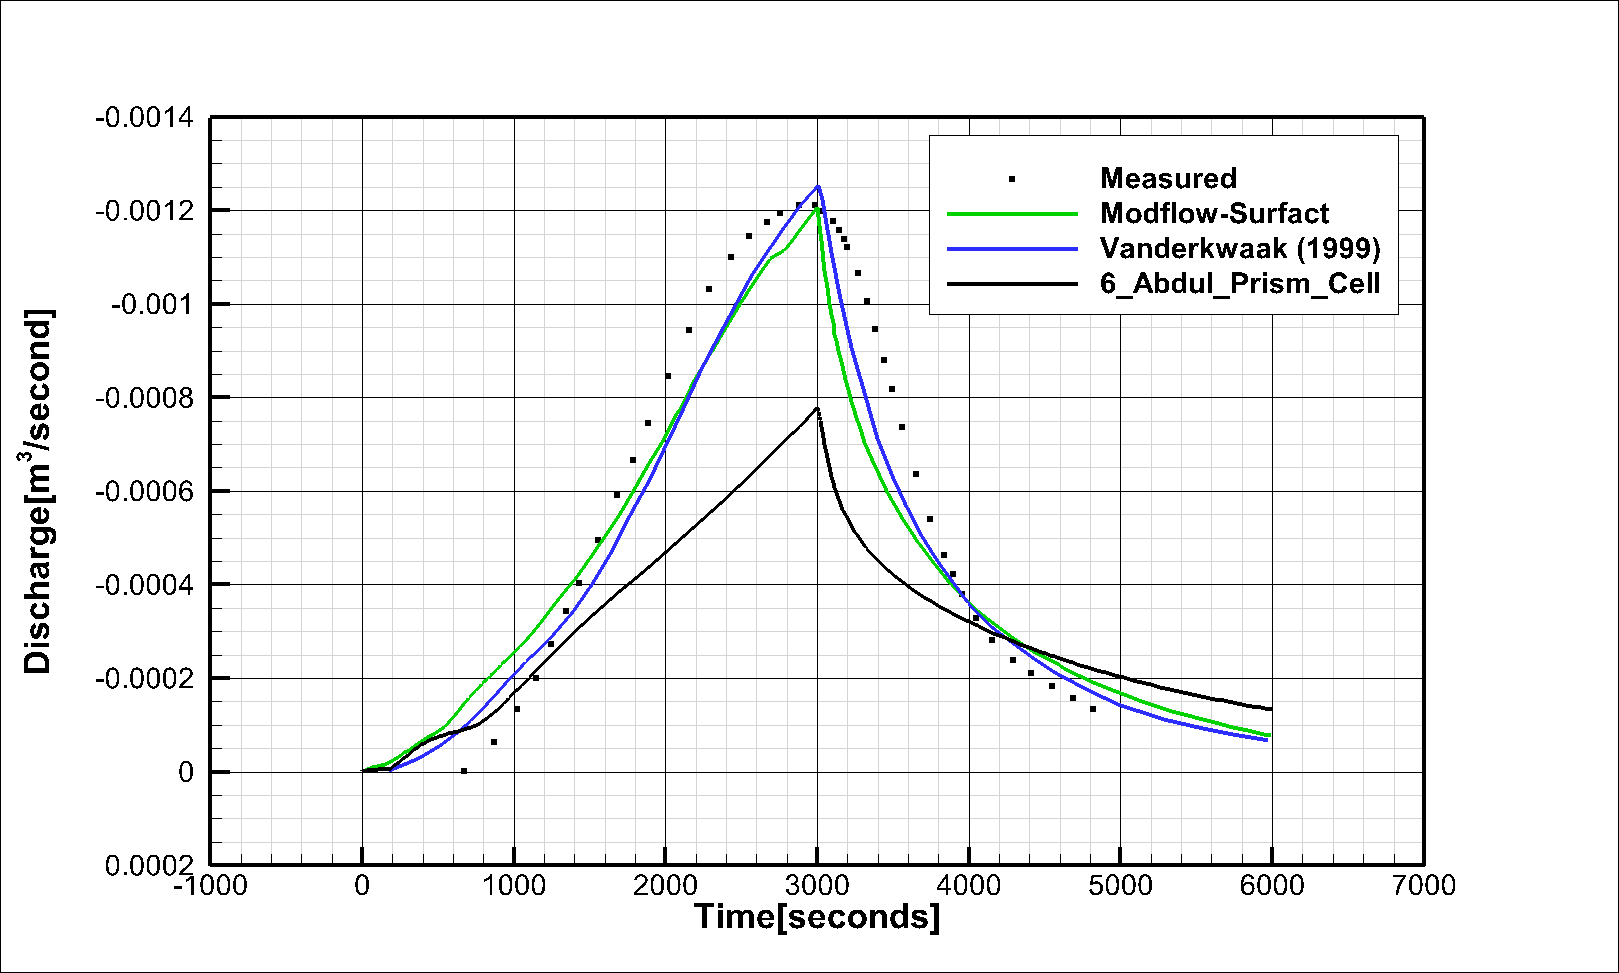 -0.0014
-0.0012
-0.001
-0.0008
-0.0006
-0.0004
-0.0002
0
0.0002
Discharge[m³/second]
Measured
Modflow-Surfact
Vanderkwaak (1999)
6_Abdul_Prism_Cell
-1000 0 1000 2000 3000 4000 5000 6000 7000
Time[seconds]